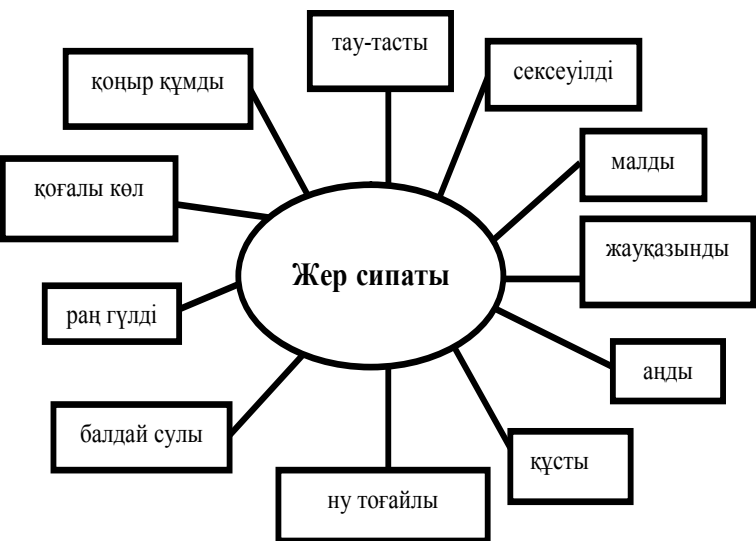 тау-тасты
қоңыр құмды
сексеуілді
малды
қоғалы көл
жауқазынды
Жер сипаты
раң гүлді
аңды
балдай сулы
құсты
ну тоғайлы